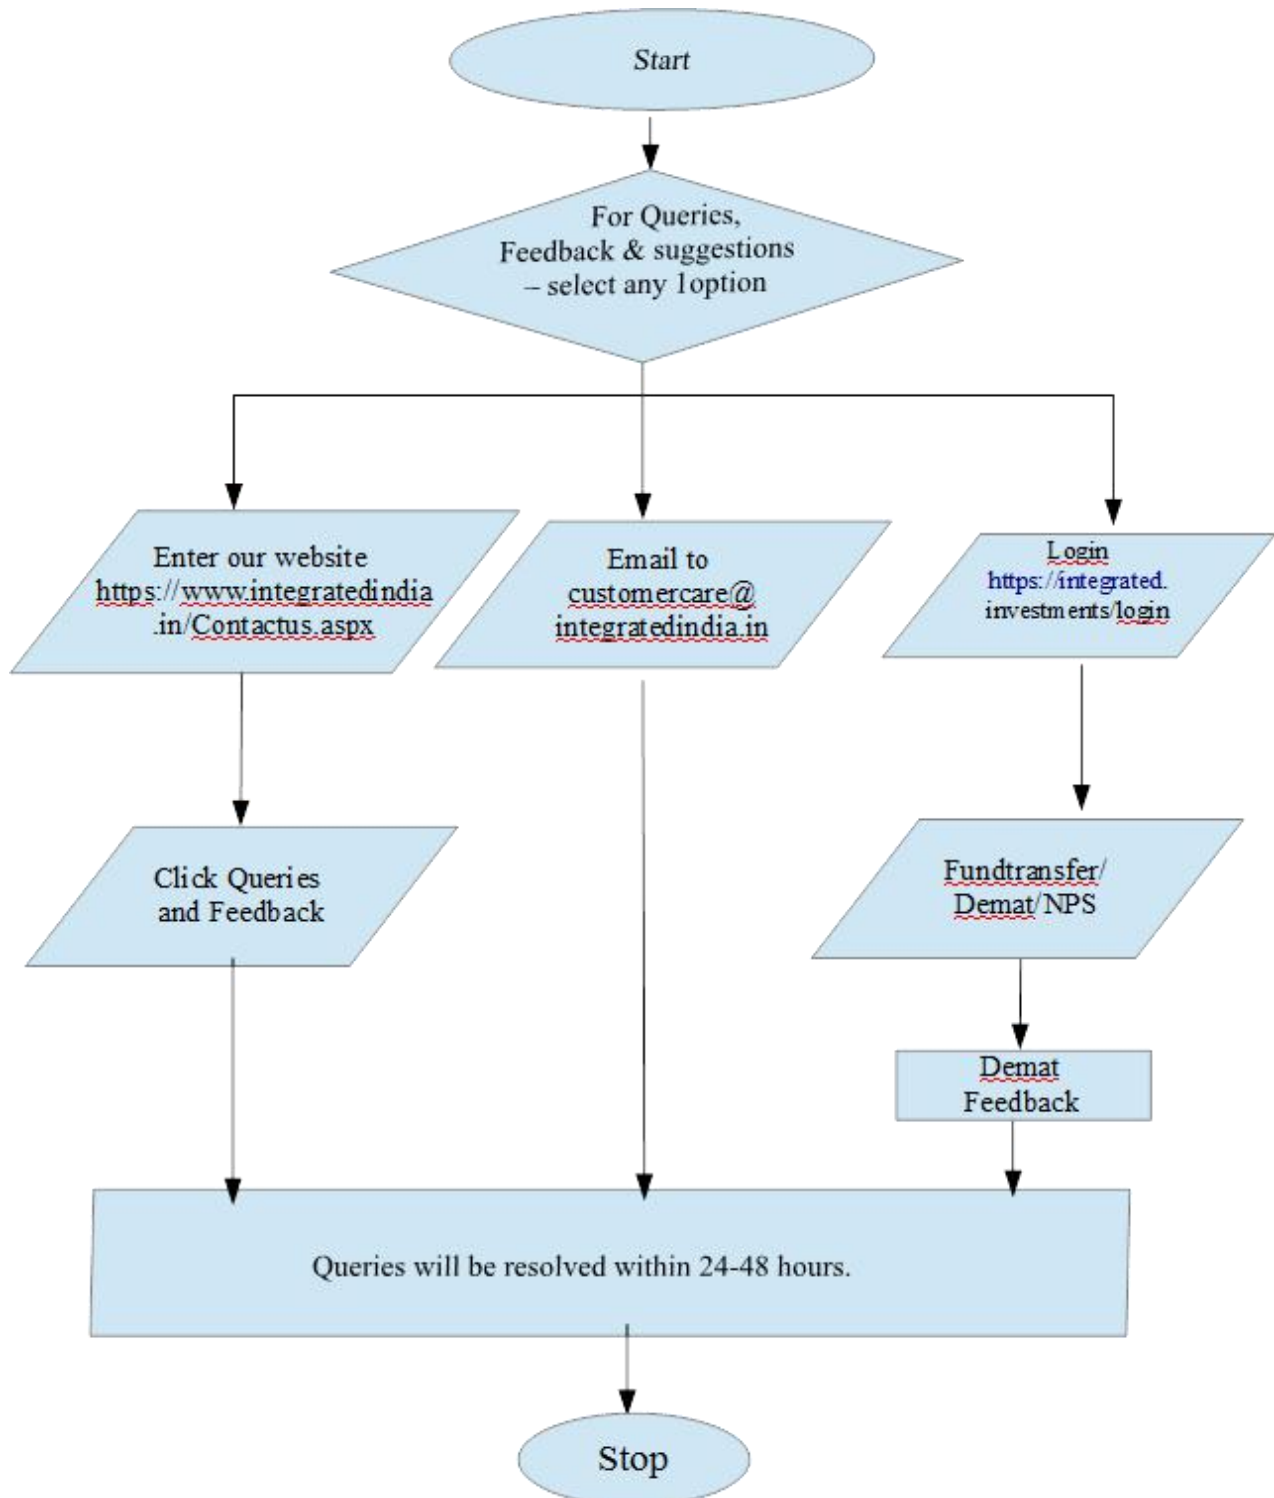 Start
For Queries,
Feedback & suggestions
– select any 1option
Enter our website
https://www.integratedindia
.in/Contactus.aspx
Email to
customercare@
integratedindia.in
Login
https://integrated.
investments/login
Click Queries
and Feedback
Fundtransfer/
Demat/NPS
Demat
Feedback
Queries will be resolved within 24-48 hours.
Stop